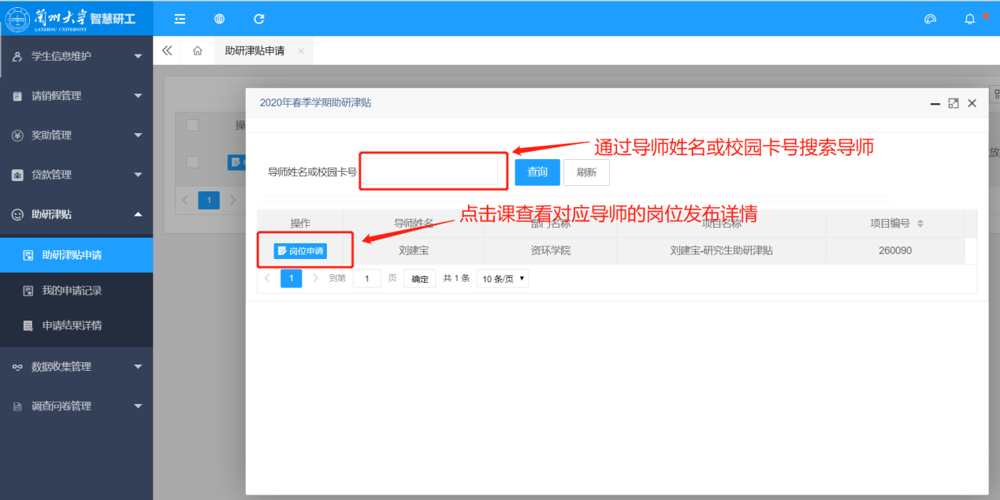 兰州大学 智慧研工
LANZHOU UNIVERSITY
学生信息维护
请销假管理
奖助管理
贷款管理
助研津贴
助研津贴申请
我的申请记录
申请结果详情
数据收集管理
调查问卷管理
助研津贴申请 ×
操
1
放
2020年春季学期助研津贴
通过导师姓名或校园卡号搜索导师
导师姓名或校园卡号 查询 刷新
点击课查看对应导师的岗位发布详情
操作 导师姓名 部门名称 项目名称 项目编号
岗位申请 刘建宝 资环学院 刘建宝-研究生助研津贴 260090
1 到第 1 页 确定 共 1 条 10 条/页